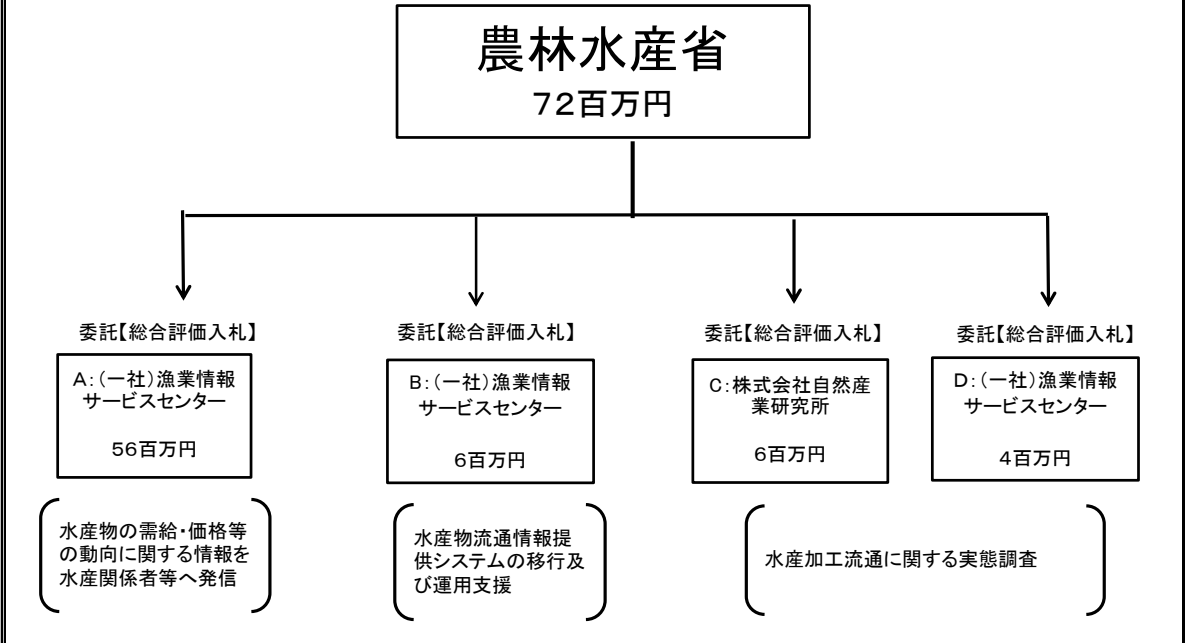 農林水産省
７２百万円
委託【総合評価入札】
委託【総合評価入札】
委託【総合評価入札】
委託【総合評価入札】
A：（一社）漁業情報
サービスセンター
５６百万円
B：（一社）漁業情報
サービスセンター
６百万円
C：株式会社自然産
業研究所
６百万円
D：（一社）漁業情報
サービスセンター
４百万円
水産物の需給・価格等
の動向に関する情報を
水産関係者等へ発信
水産物流通情報提
供システムの移行及
び運用支援
水産加工流通に関する実態調査